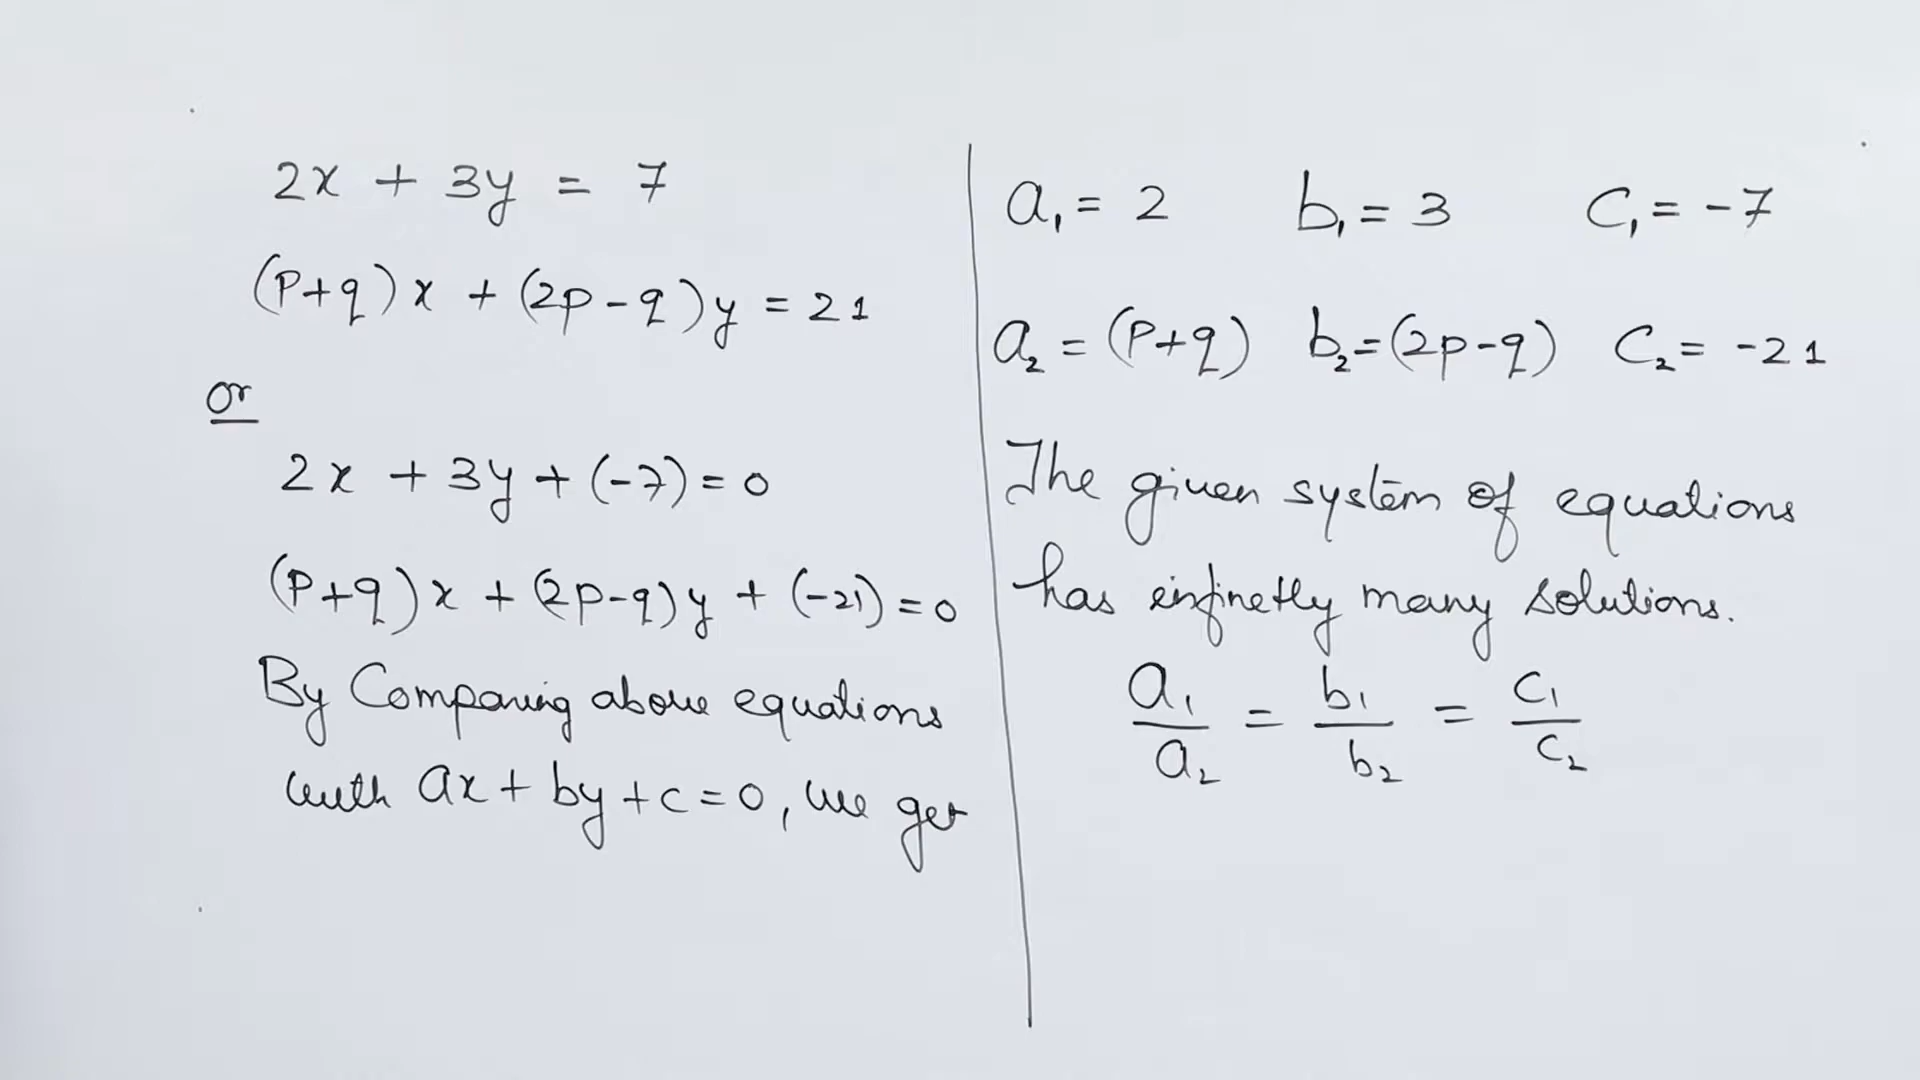 2x + 3y = 7
(p+q)x + (2p-q)y = 21
or
2x + 3y + (-7) = 0
(p+q)x + (2p-q)y + (-21) = 0
By Comparing above equations
with ax + by + c = 0, we get
a₁ = 2 b₁ = 3 c₁ = -7
a₂ = (p+q) b₂ = (2p-q) c₂ = -21
The given system of equations
has infinetly many solutions.
a₁/a₂ = b₁/b₂ = c₁/c₂